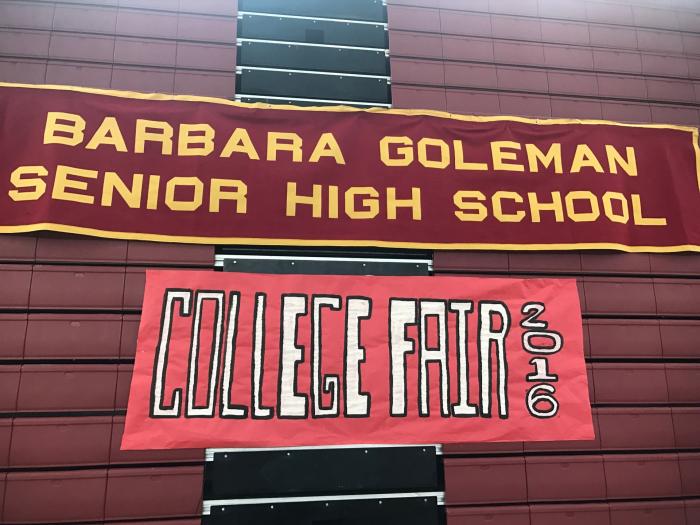 BARBARA GOLEMAN
SENIOR HIGH SCHOOL
COLLEGE FAIR 2016